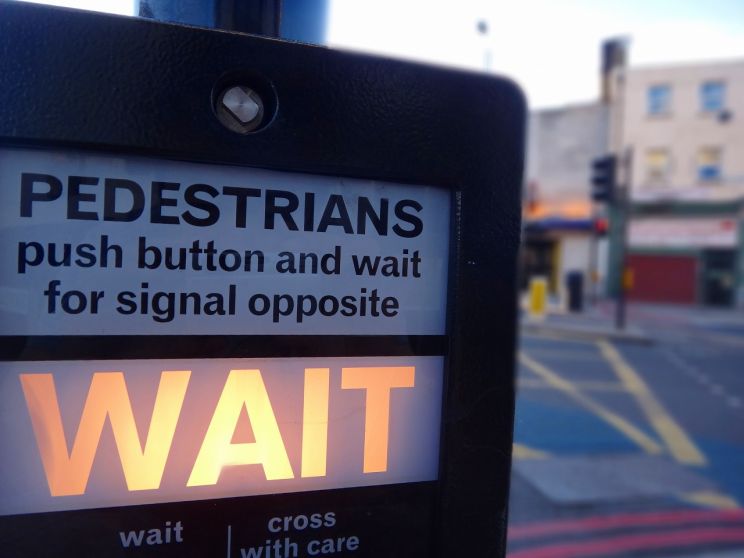 PEDESTRIANS
push button and wait
for signal opposite
WAIT
wait
cross
with care